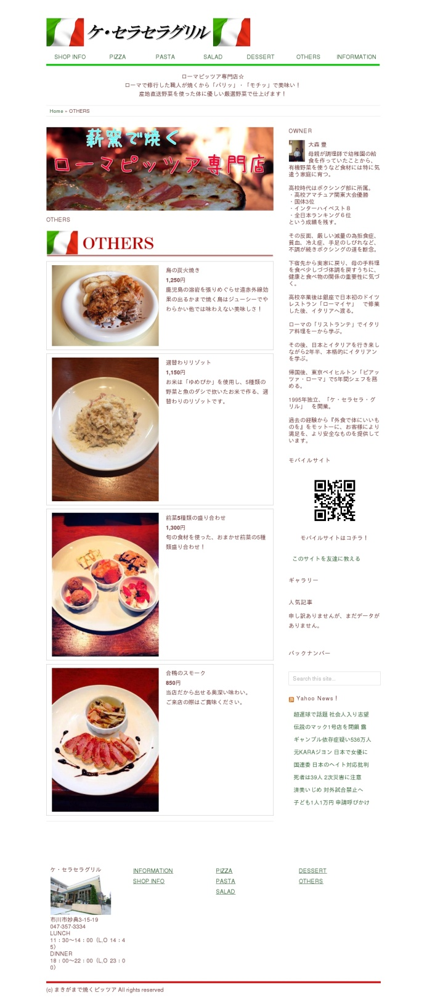 ケ・セラセラグリル
SHOP INFO PIZZA PASTA SALAD DESSERT OTHERS INFORMATION
ローマピッツア専門店☆
ローマで修行した職人が焼くから「パリッ」・「モチッ」で美味い！
産地直送野菜を使った体に優しい厳選野菜で仕上げます！
Home » OTHERS
薪窯で焼く
ローマピッツァ専門店
OTHERS
OTHERS
鳥の炭火焼き
1,250円
鹿児島の溶岩を張りめぐらせ遠赤外線効
果の出るかまで焼く鳥はジューシーでや
わらかい他では味わえない美味しさ！
週替わりリゾット
1,150円
お米は「ゆめぴか」を使用し、5種類の
野菜と魚のダシで炊いたお米で作る、週
替わりのリゾットです。
前菜5種類の盛り合わせ
1,300円
旬の食材を使った、おまかせ前菜の5種
類盛り合わせ！
合鴨のスモーク
850円
当店だから出せる奥深い味わい。
ご来店の際はご賞味ください。
OWNER
大森 豊
母親が調理師で幼稚園の給
食を作っていたことから、
有機野菜を使うなど食材には特に気
遣う家庭に育つ。
高校時代はボクシング部に所属。
・高校アマチュア関東大会優勝
・国体3位
・インターハイベスト８
・全日本ランキング６位
という成績を残す。
その反面、厳しい減量の為拒食症、
貧血、冷え症、手足のしびれなど、
不調が続きボクシングの道を断念。
下宿先から実家に戻り、母の手料理
を食べ少しづつ体調を戻すうちに、
健康と食べ物の関係の重要性に気づ
く。
高校卒業後は銀座で日本初のドイツ
レストラン「ローマイヤ」　で修業
した後、イタリアへ渡る。
ローマの「リストランテ」でイタリ
ア料理を一から学ぶ。
その後、日本とイタリアを行き来し
ながら2年半、本格的にイタリアン
を学ぶ。
帰国後、東京ベイヒルトン「ピアッ
ツァ・ローマ」で5年間シェフを務
める。
1995年独立、「ケ・セラセラ・グ
リル」　を開業。
過去の経験から『外食で体にいいも
のを』をモットーに、お客様により
満足を、より安全なものを提供して
います。
モバイルサイト
モバイルサイトはコチラ！
このサイトを友達に教える
ギャラリー
人気記事
申し訳ありませんが、まだデータが
ありません。
バックナンバー
Search this site...
Yahoo News！
超遅球で話題 社会人入り志望
伝説のマック1号店を閉鎖 露
ギャンブル依存症疑い536万人
元KARAジヨン 日本で女優に
国連委 日本のヘイト対応批判
死者は39人 2次災害に注意
済美いじめ 対外試合禁止へ
子ども1人1万円 申請呼びかけ
ケ・セラセラグリル
市川市妙典3-15-19
047-357-3334
LUNCH
11：30〜14：00（L,O 14：4
5）
DINNER
18：00〜22：00（L,O 23：0
0）
INFORMATION
SHOP INFO
PIZZA
PASTA
SALAD
DESSERT
OTHERS
(c) まきがまで焼くピッツア All rights reserved